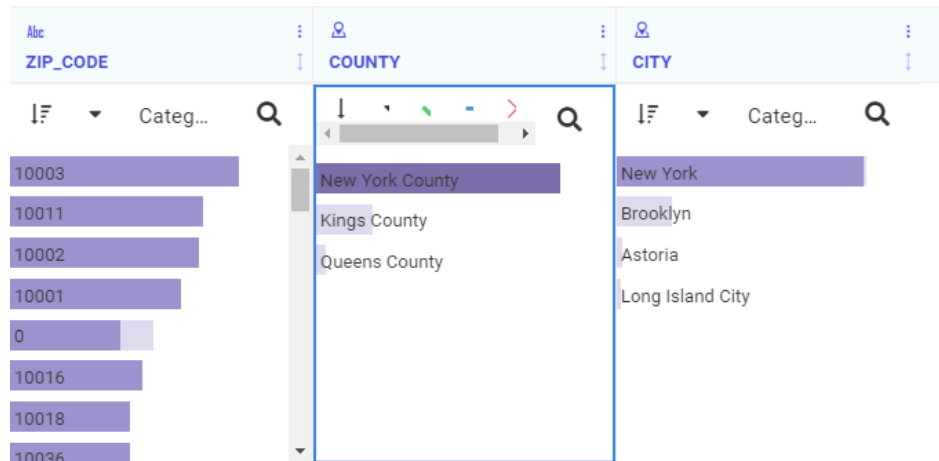 Abc
ZIP_CODE
COUNTY
CITY
Categ...
Categ...
10003
10011
10002
10001
0
10016
10018
10036
New York County
Kings County
Queens County
New York
Brooklyn
Astoria
Long Island City